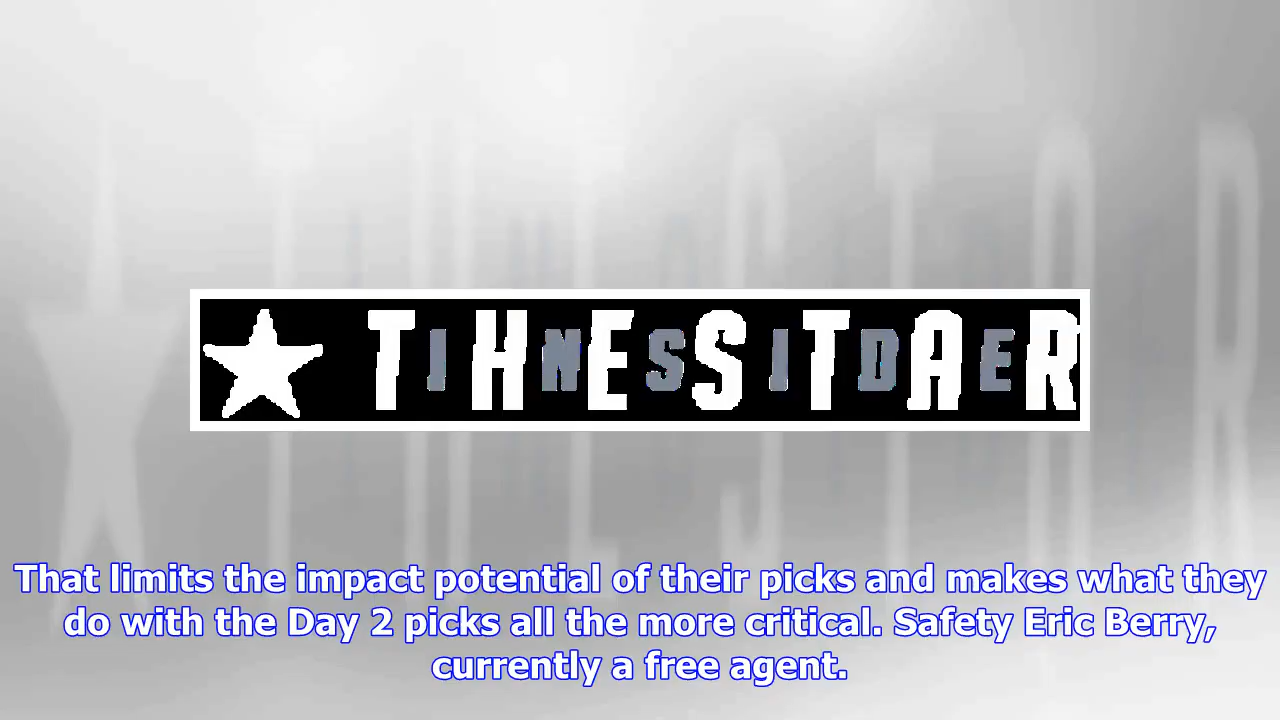 TIHNESSITDAER
That limits the impact potential of their picks and makes what they
do with the Day 2 picks all the more critical. Safety Eric Berry,
currently a free agent.